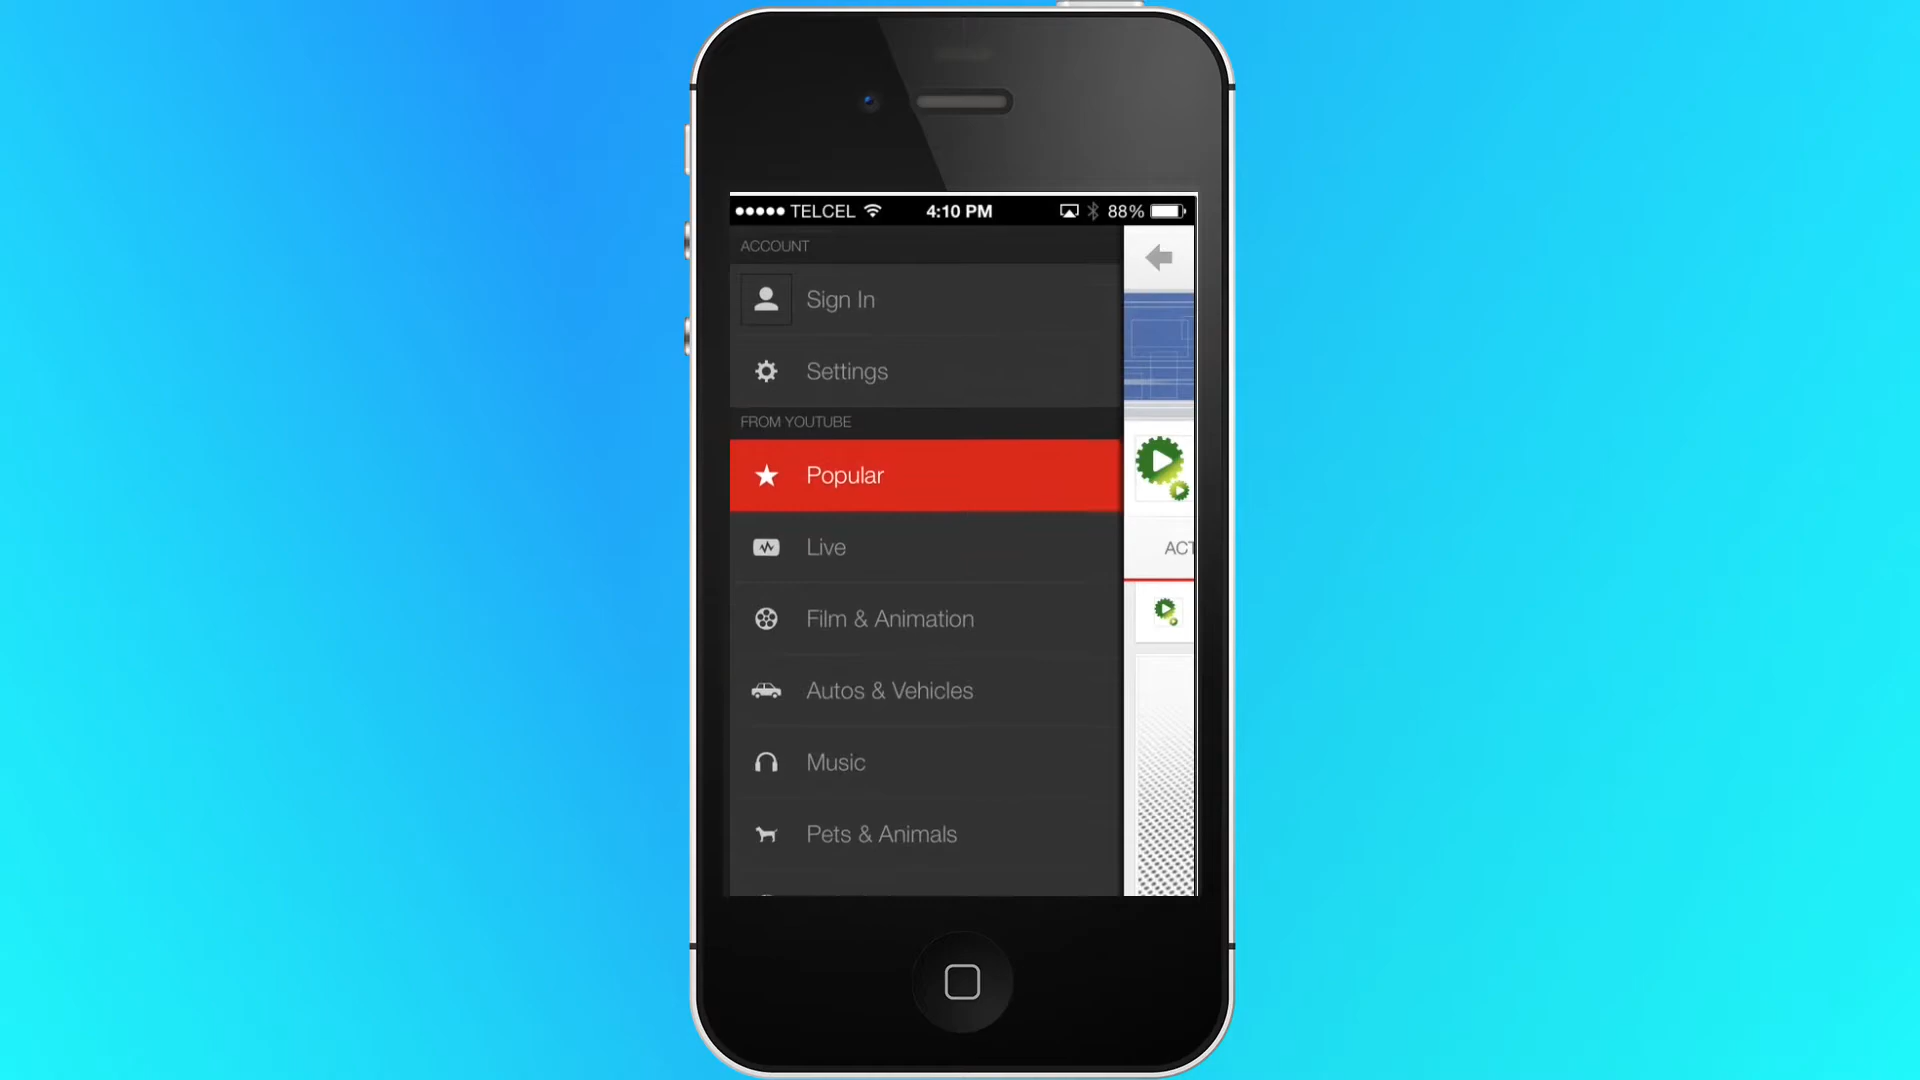 TELCEL 4:10 PM 88%
ACCOUNT
Sign In
Settings
FROM YOUTUBE
Popular
Live
ACT
Film & Animation
Autos & Vehicles
Music
Pets & Animals